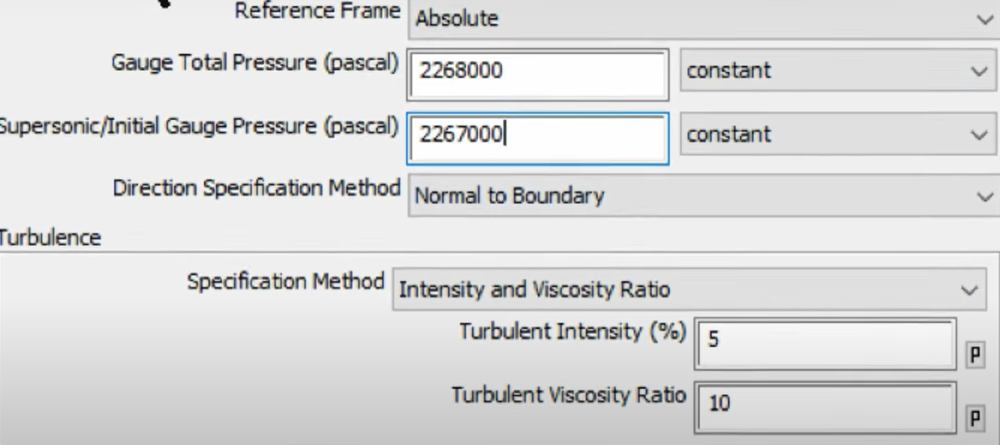 Reference Frame Absolute
Gauge Total Pressure (pascal) 2268000 constant
Supersonic/Initial Gauge Pressure (pascal) 2267000 constant
Direction Specification Method Normal to Boundary
Turbulence
Specification Method Intensity and Viscosity Ratio
Turbulent Intensity (%) 5 P
Turbulent Viscosity Ratio 10 P